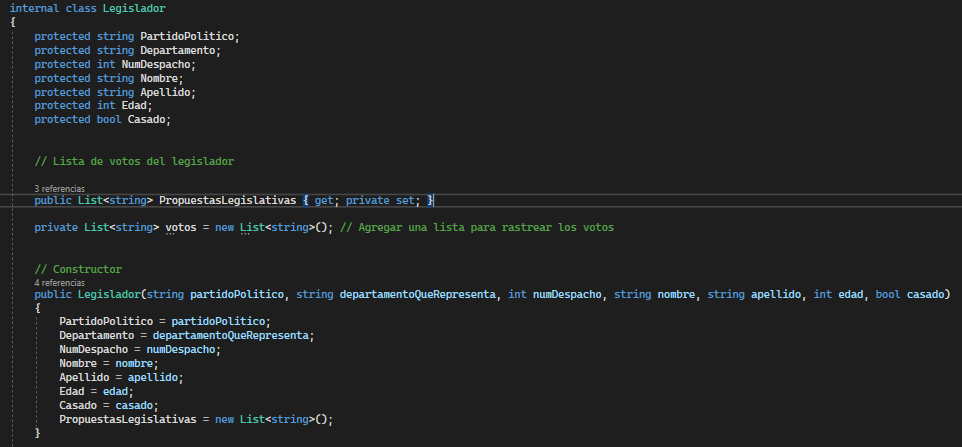 internal class Legislador
{
protected string PartidoPolitico;
protected string Departamento;
protected int NumDespacho;
protected string Nombre;
protected string Apellido;
protected int Edad;
protected bool Casado;
// Lista de votos del legislador
3 referencias
public List<string> PropuestasLegislativas { get; private set; }
private List<string> votos = new List<string>(); // Agregar una lista para rastrear los votos
// Constructor
4 referencias
public Legislador(string partidoPolitico, string departamentoQueRepresenta, int numDespacho, string nombre, string apellido, int edad, bool casado)
{
PartidoPolitico = partidoPolitico;
Departamento = departamentoQueRepresenta;
NumDespacho = numDespacho;
Nombre = nombre;
Apellido = apellido;
Edad = edad;
Casado = casado;
PropuestasLegislativas = new List<string>();
}